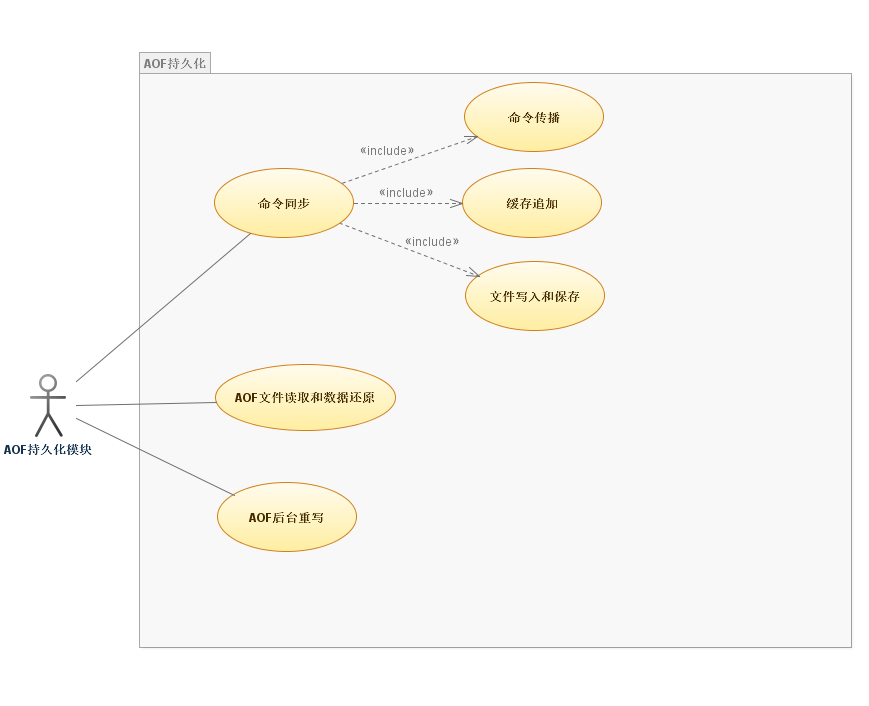 AOF持久化
命令传播
«include»
命令同步
«include»
缓存追加
«include»
文件写入和保存
AOF文件读取和数据还原
AOF持久化模块
AOF后台重写